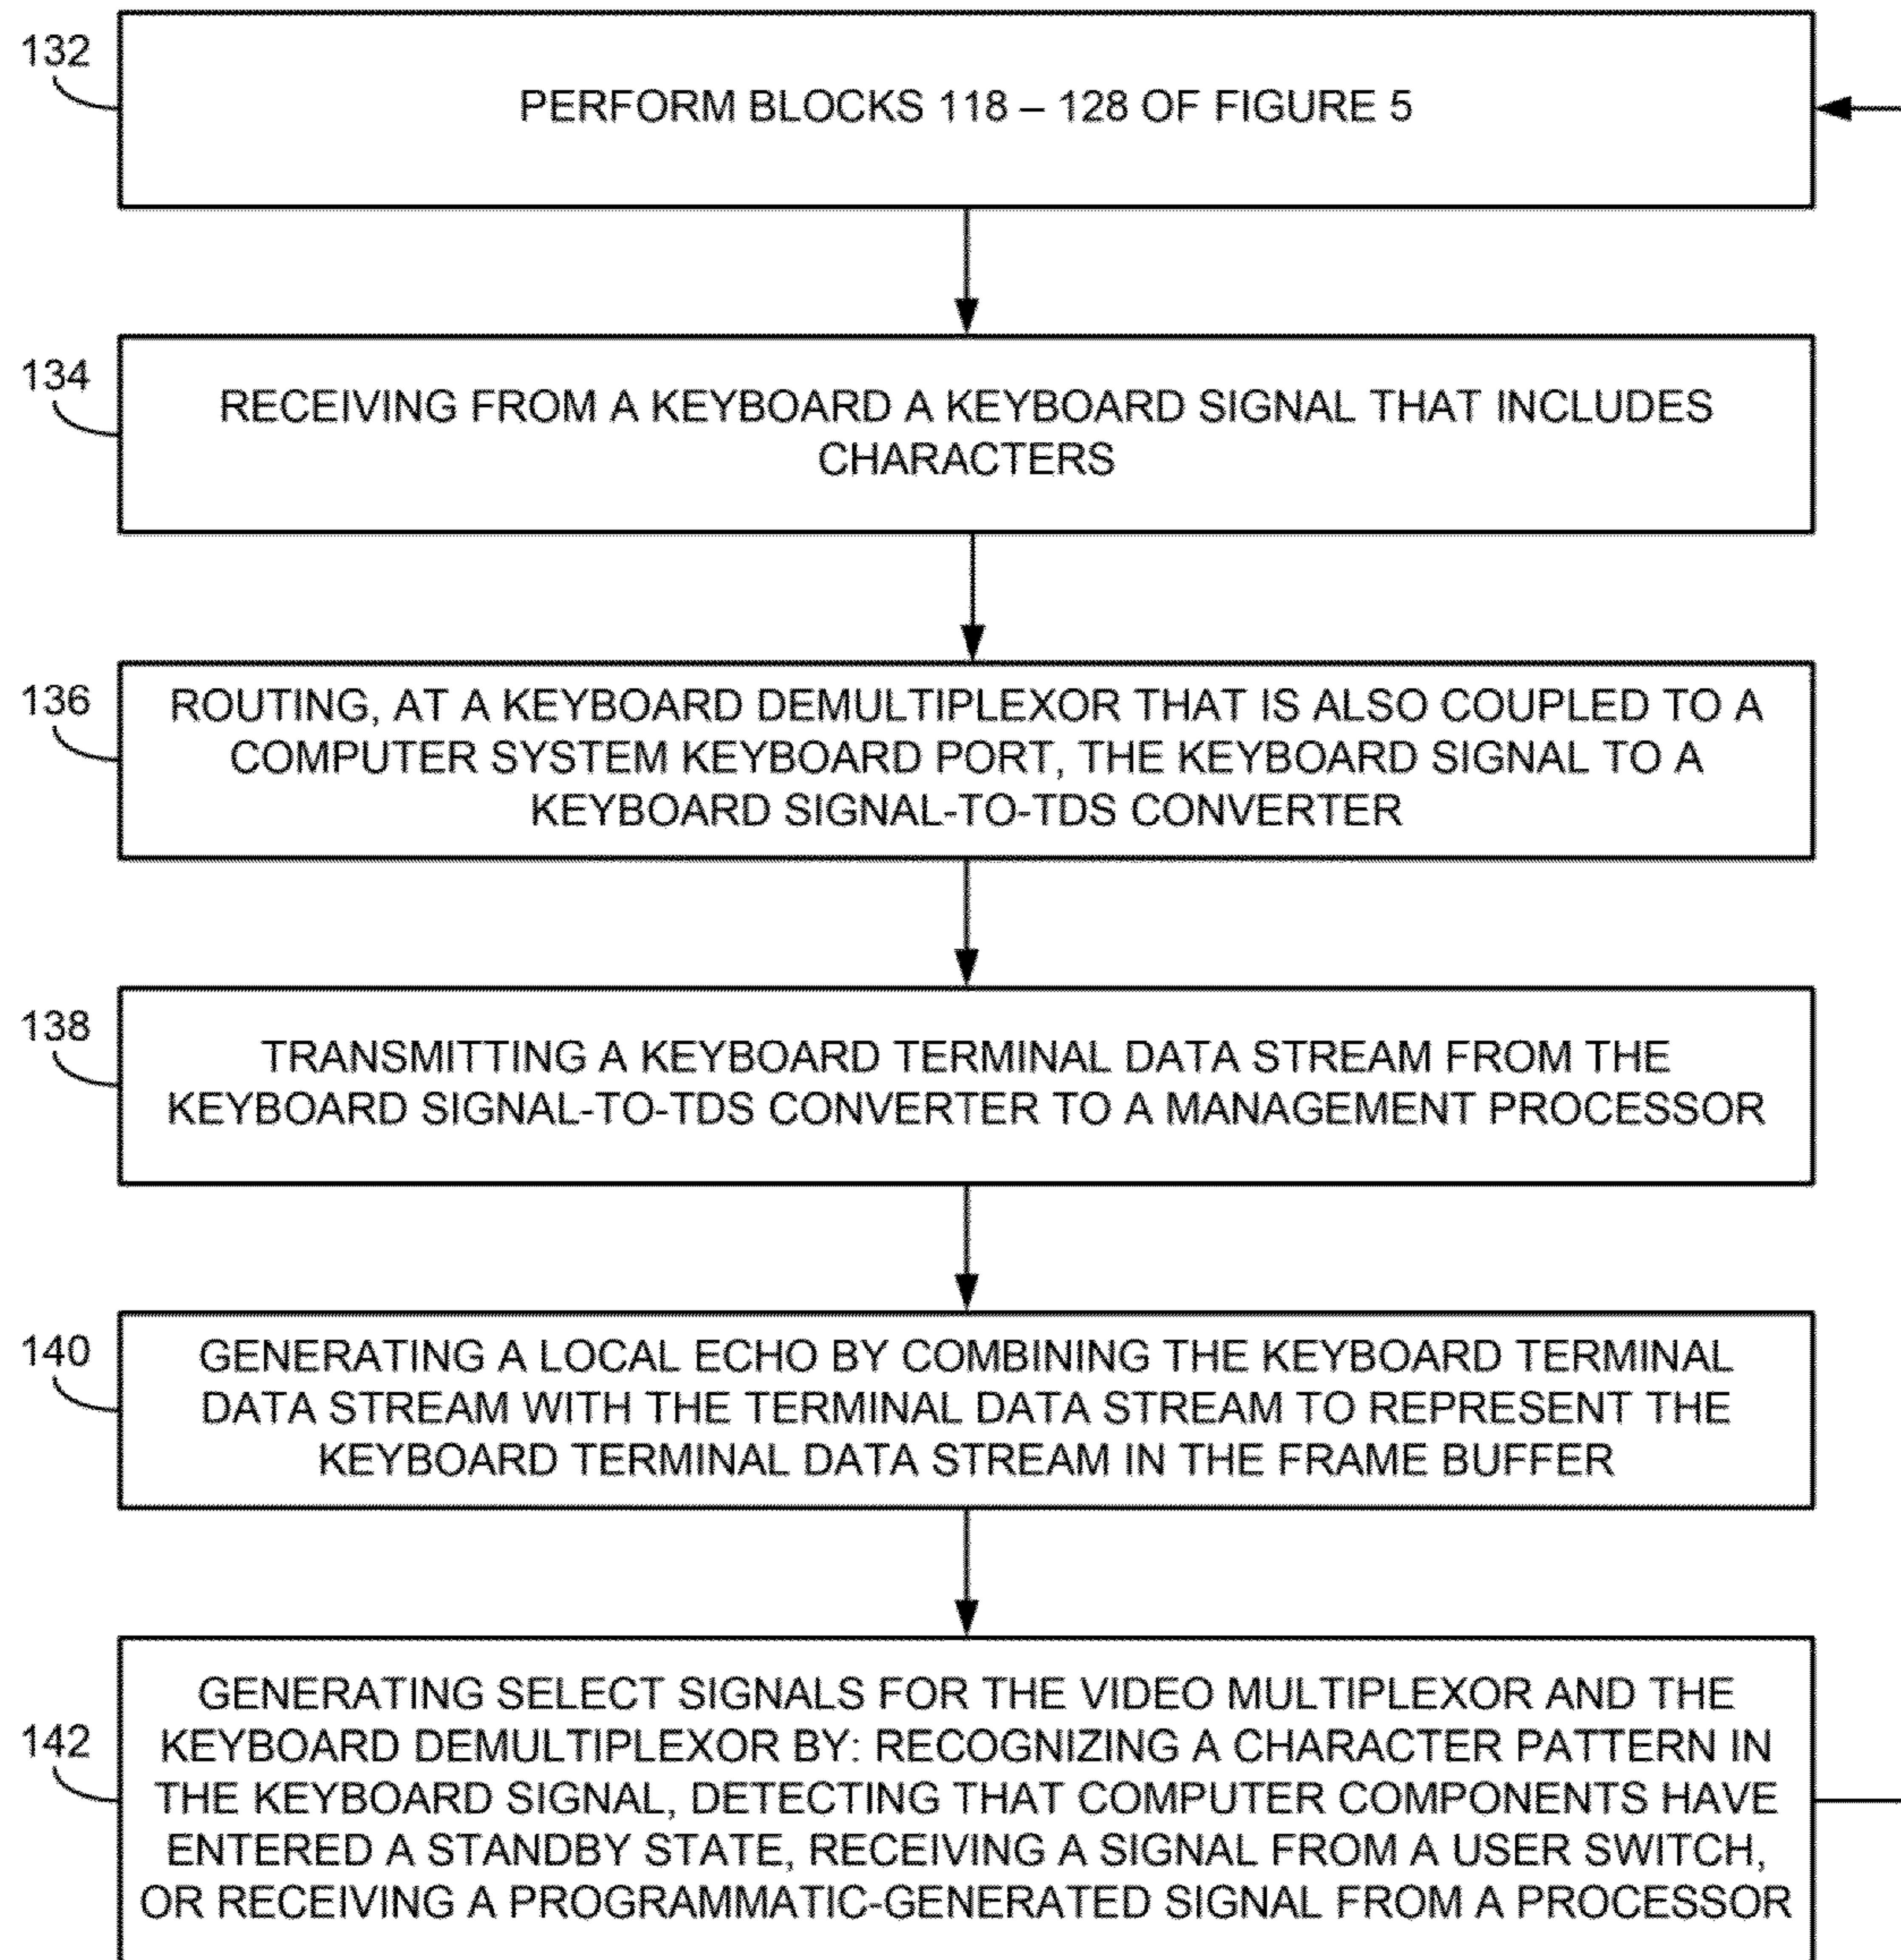 132
PERFORM BLOCKS 118 – 128 OF FIGURE 5
134
RECEIVING FROM A KEYBOARD A KEYBOARD SIGNAL THAT INCLUDES
CHARACTERS
136
ROUTING, AT A KEYBOARD DEMULTIPLEXOR THAT IS ALSO COUPLED TO A
COMPUTER SYSTEM KEYBOARD PORT, THE KEYBOARD SIGNAL TO A
KEYBOARD SIGNAL-TO-TDS CONVERTER
138
TRANSMITTING A KEYBOARD TERMINAL DATA STREAM FROM THE
KEYBOARD SIGNAL-TO-TDS CONVERTER TO A MANAGEMENT PROCESSOR
140
GENERATING A LOCAL ECHO BY COMBINING THE KEYBOARD TERMINAL
DATA STREAM WITH THE TERMINAL DATA STREAM TO REPRESENT THE
KEYBOARD TERMINAL DATA STREAM IN THE FRAME BUFFER
142
GENERATING SELECT SIGNALS FOR THE VIDEO MULTIPLEXOR AND THE
KEYBOARD DEMULTIPLEXOR BY: RECOGNIZING A CHARACTER PATTERN IN
THE KEYBOARD SIGNAL, DETECTING THAT COMPUTER COMPONENTS HAVE
ENTERED A STANDBY STATE, RECEIVING A SIGNAL FROM A USER SWITCH,
OR RECEIVING A PROGRAMMATIC-GENERATED SIGNAL FROM A PROCESSOR